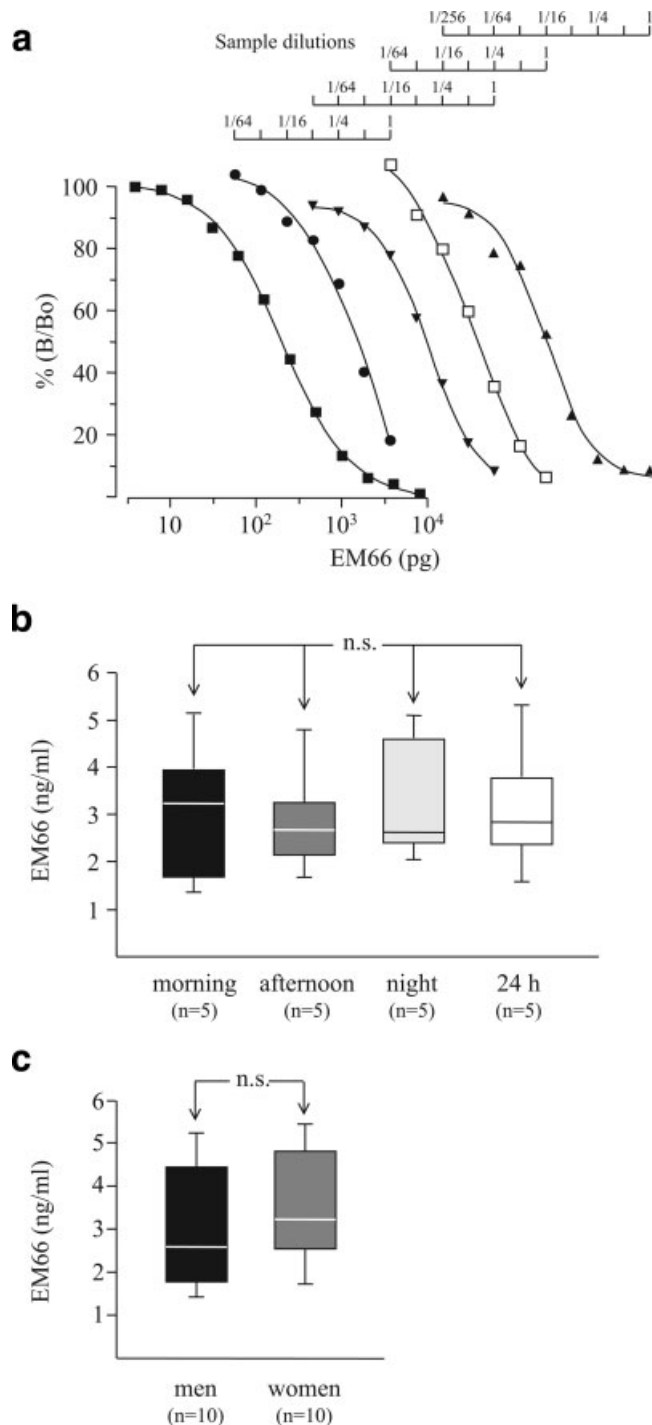 a
Sample dilutions
1/256 1/64 1/16 1/4 1
1/64 1/16 1/4 1
1/64 1/16 1/4 1
1/64 1/16 1/4 1
% (B/Bo)
100
80
60
40
20
10 10² 10³ 10⁴
EM66 (pg)
b
n.s.
EM66 (ng/ml)
6
5
4
3
2
1
morning afternoon night 24 h
(n=5) (n=5) (n=5) (n=5)
c
n.s.
EM66 (ng/ml)
6
5
4
3
2
1
men women
(n=10) (n=10)